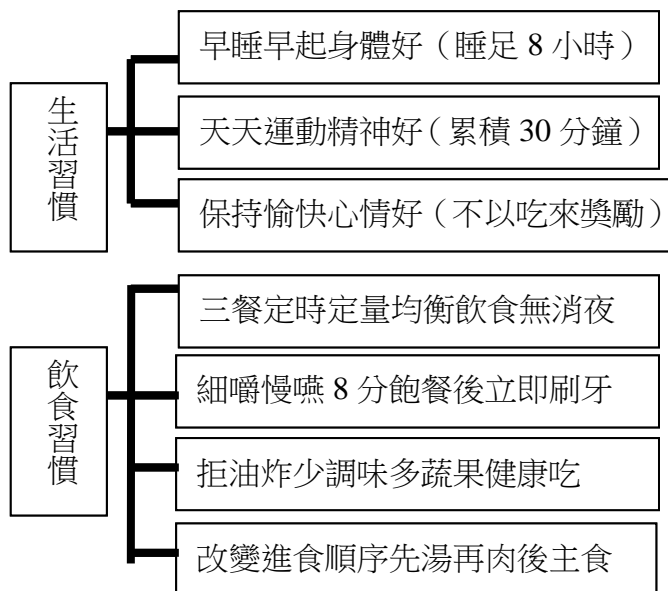 生活習慣
早睡早起身體好（睡足 8 小時）
天天運動精神好（累積 30 分鐘）
保持愉快心情好（不以吃來獎勵）
飲食習慣
三餐定時定量均衡飲食無消夜
細嚼慢嚥 8 分飽餐後立即刷牙
拒油炸少調味多蔬果健康吃
改變進食順序先湯再肉後主食